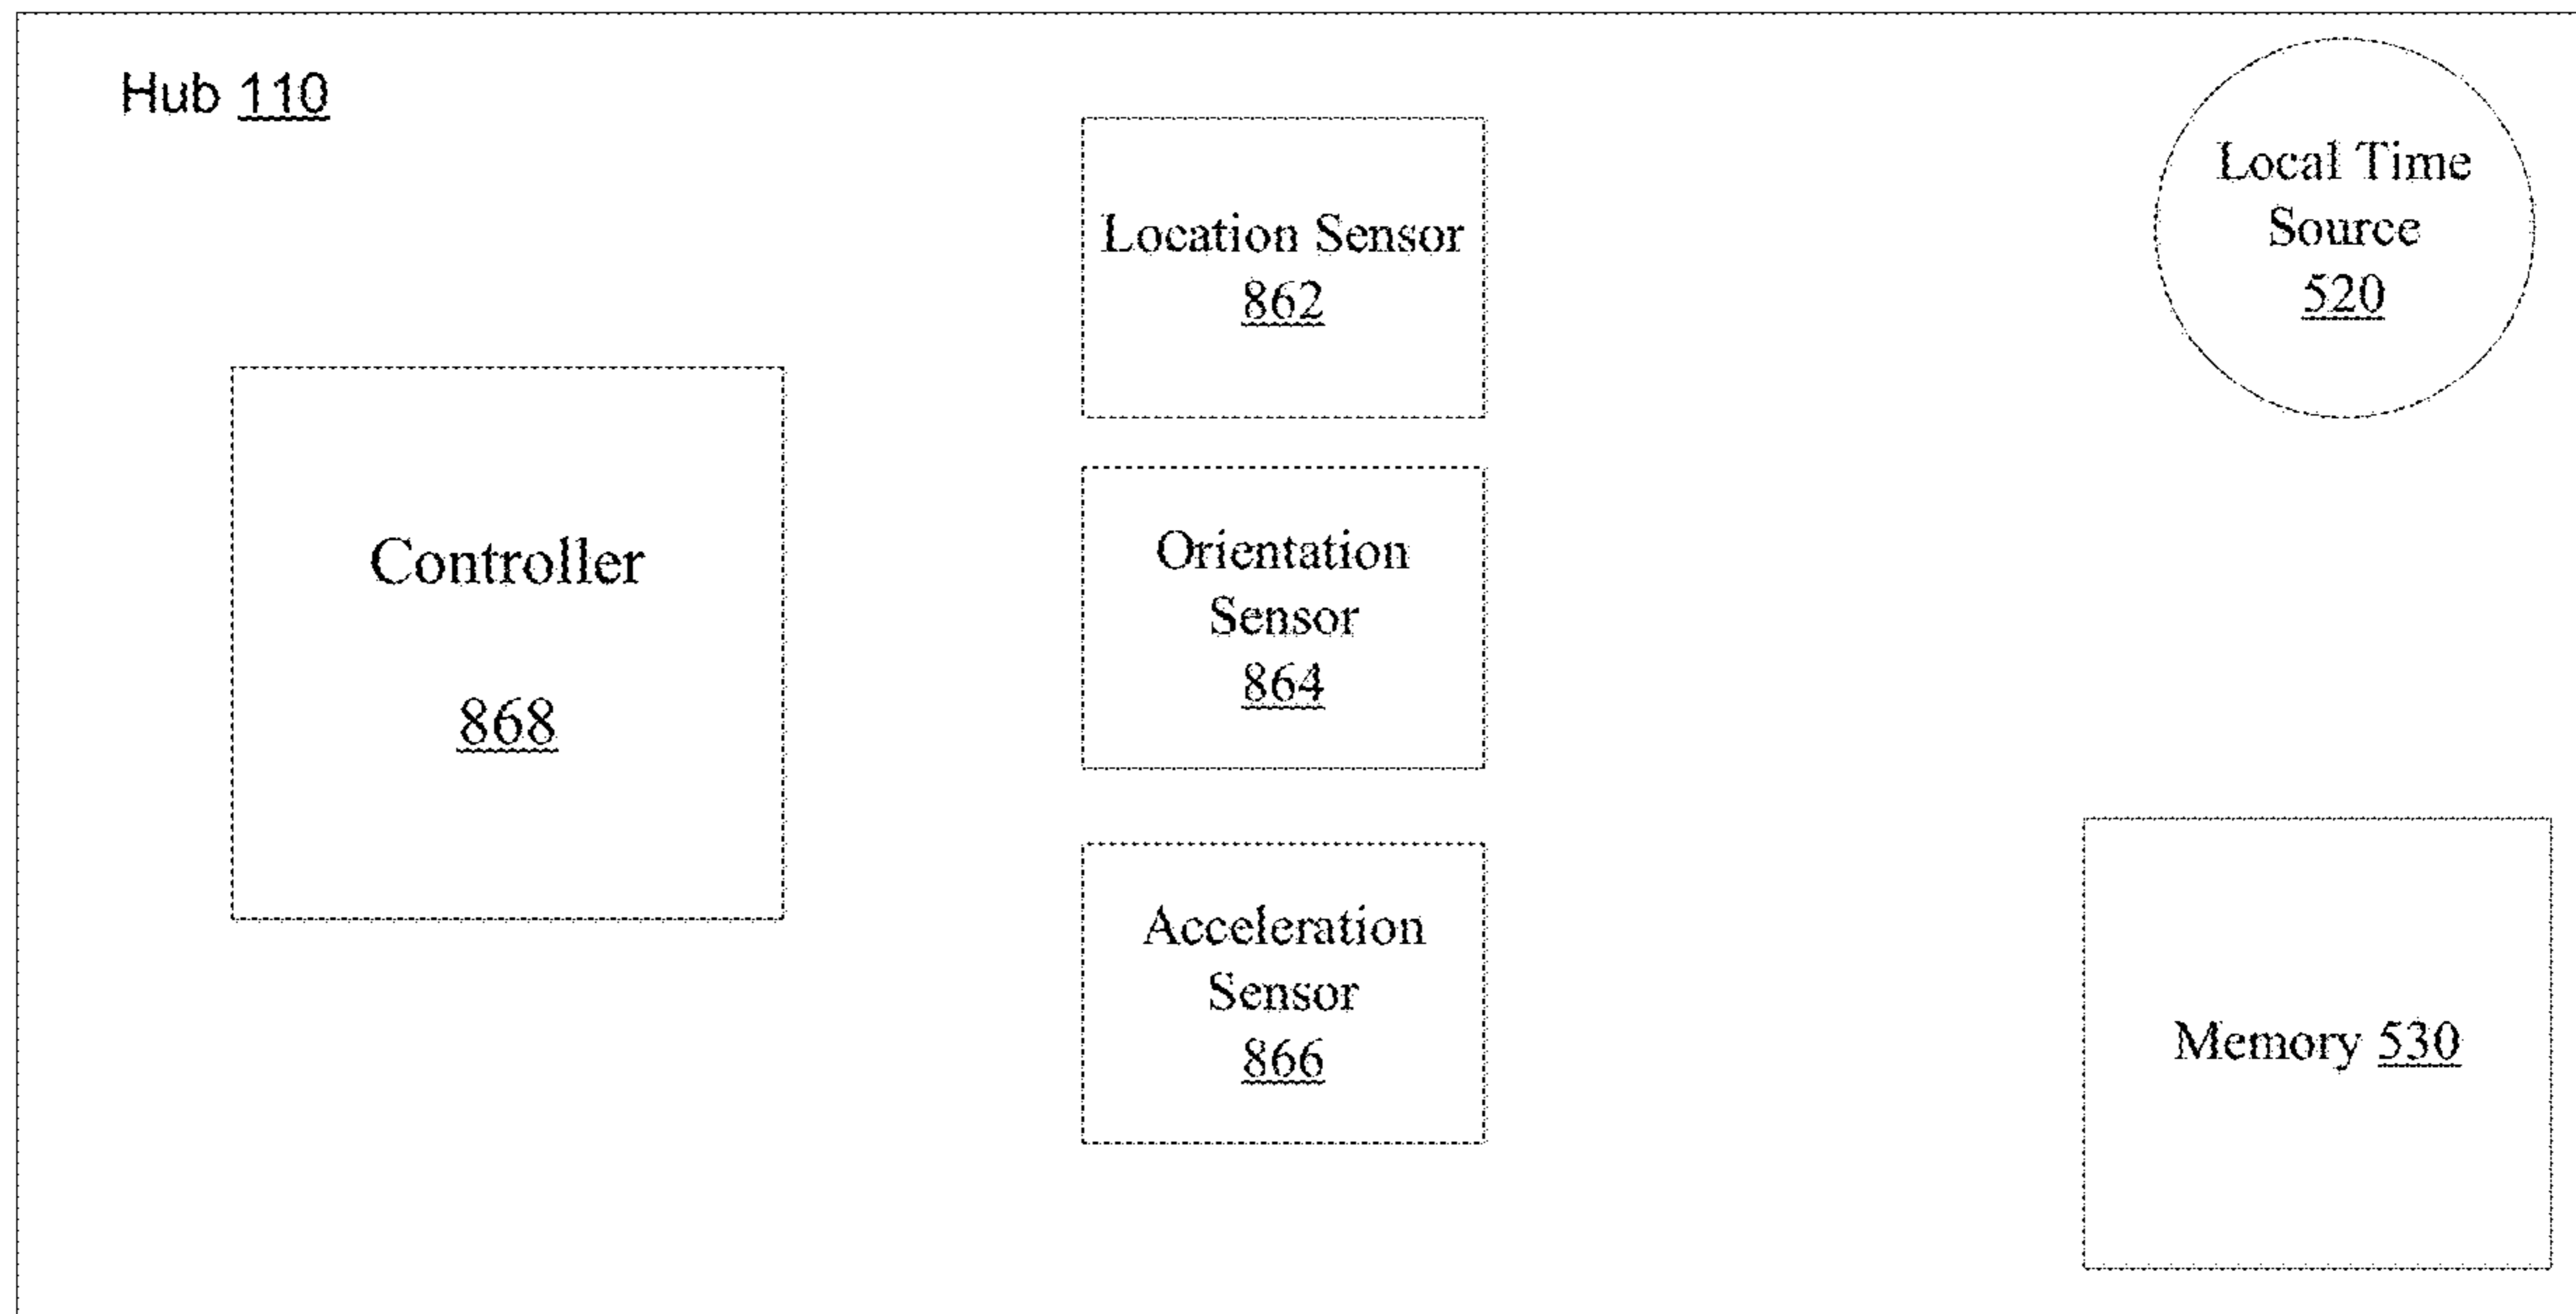 Hub 110
Location Sensor
862
Local Time
Source
520
Controller
868
Orientation
Sensor
864
Acceleration
Sensor
866
Memory 530